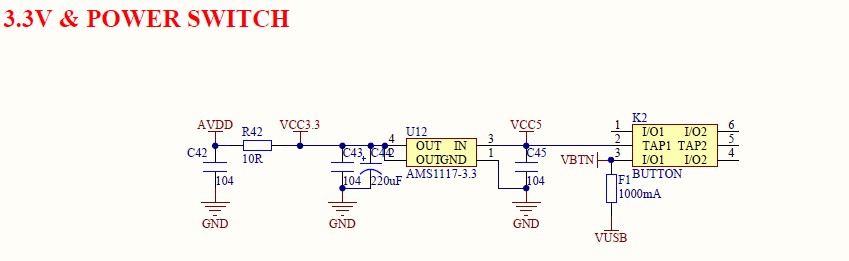 3.3V & POWER SWITCH
AVDD
R42
VCC3.3
U12
VCC5
K2
C42
10R
104
GND
C43
C44
104
220uF
GND
4
2
OUT IN
OUT GND
3
1
AMS1117-3.3
C45
104
GND
1
2
3
I/O1 I/O2
TAP1 TAP2
I/O1 I/O2
6
5
4
BUTTON
VBTN
F1
1000mA
VUSB